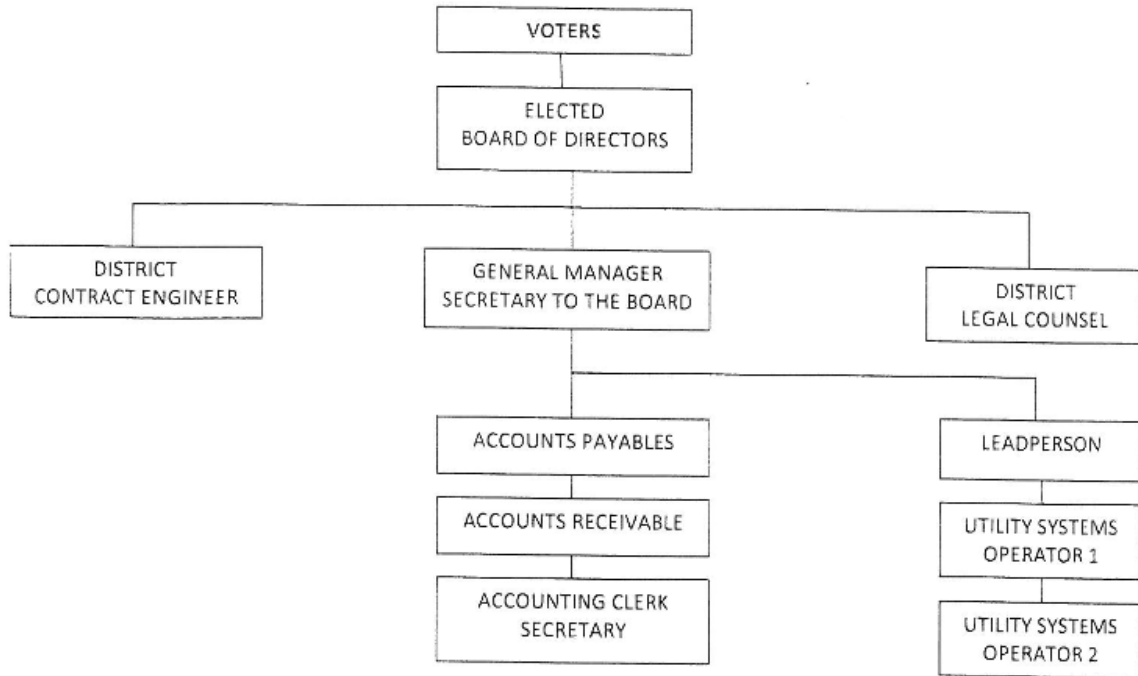 VOTERS
ELECTED
BOARD OF DIRECTORS
DISTRICT
CONTRACT ENGINEER
GENERAL MANAGER
SECRETARY TO THE BOARD
DISTRICT
LEGAL COUNSEL
ACCOUNTS PAYABLES
LEADPERSON
ACCOUNTS RECEIVABLE
UTILITY SYSTEMS
OPERATOR 1
ACCOUNTING CLERK
SECRETARY
UTILITY SYSTEMS
OPERATOR 2